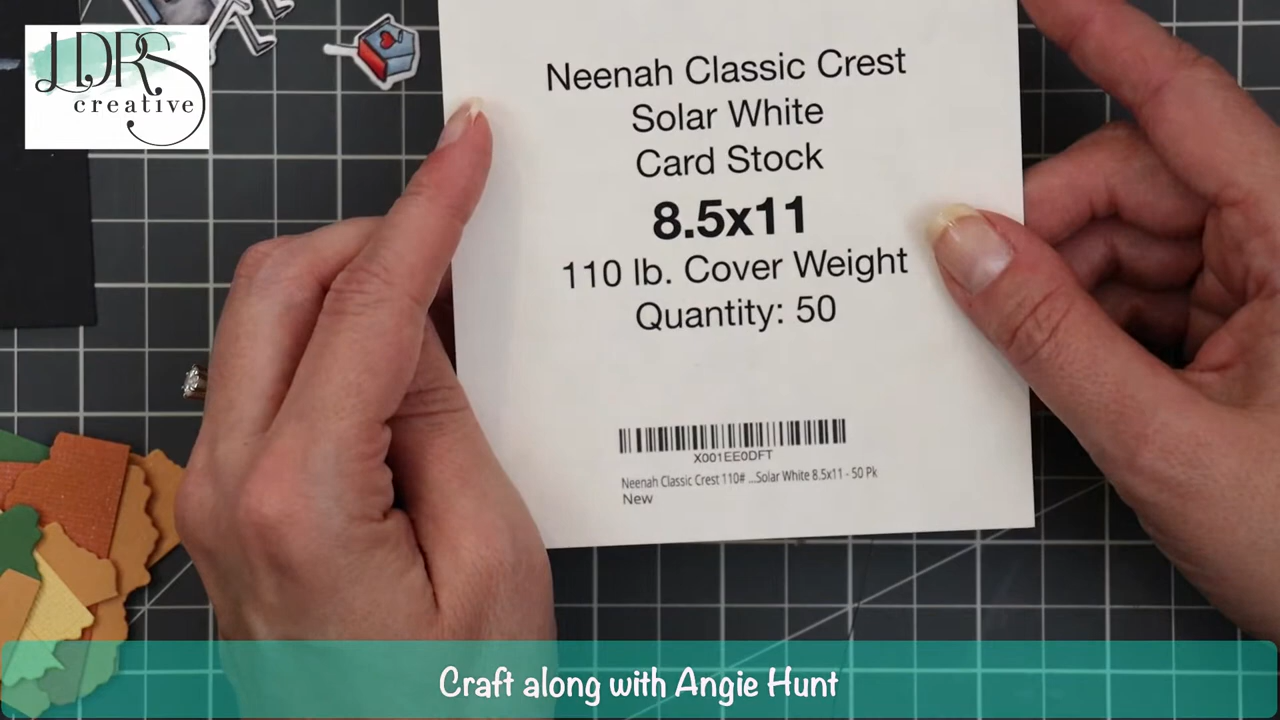 LDRS
creative
Neenah Classic Crest
Solar White
Card Stock
8.5x11
110 lb. Cover Weight
Quantity: 50
X001EE0DFT
Neenah Classic Crest 110# ...Solar White 8.5x11 - 50 Pk
New
Craft along with Angie Hunt